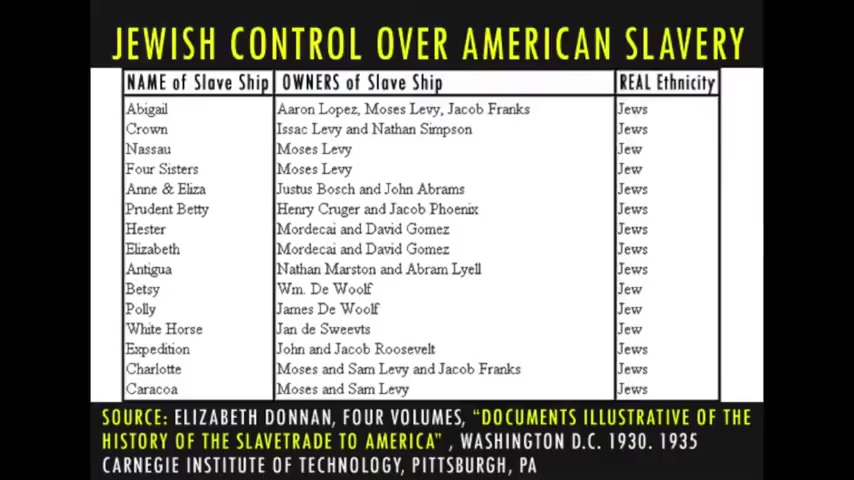 JEWISH CONTROL OVER AMERICAN SLAVERY
NAME of Slave Ship OWNERS of Slave Ship REAL Ethnicity
Abigail Aaron Lopez, Moses Levy, Jacob Franks Jews
Crown Issac Levy and Nathan Simpson Jews
Nassau Moses Levy Jew
Four Sisters Moses Levy Jew
Anne & Eliza Justus Bosch and John Abrams Jews
Prudent Betty Henry Cruger and Jacob Phoenix Jews
Hester Mordecai and David Gomez Jews
Elizabeth Mordecai and David Gomez Jews
Antigua Nathan Marston and Abram Lyell Jews
Betsy Wm. De Woolf Jew
Polly James De Woolf Jew
White Horse Jan de Sweevts Jew
Expedition John and Jacob Roosevelt Jews
Charlotte Moses and Sam Levy and Jacob Franks Jews
Caracoa Moses and Sam Levy Jews
SOURCE: ELIZABETH DONNAN, FOUR VOLUMES, “DOCUMENTS ILLUSTRATIVE OF THE
HISTORY OF THE SLAVETRADE TO AMERICA” , WASHINGTON D.C. 1930. 1935
CARNEGIE INSTITUTE OF TECHNOLOGY, PITTSBURGH, PA